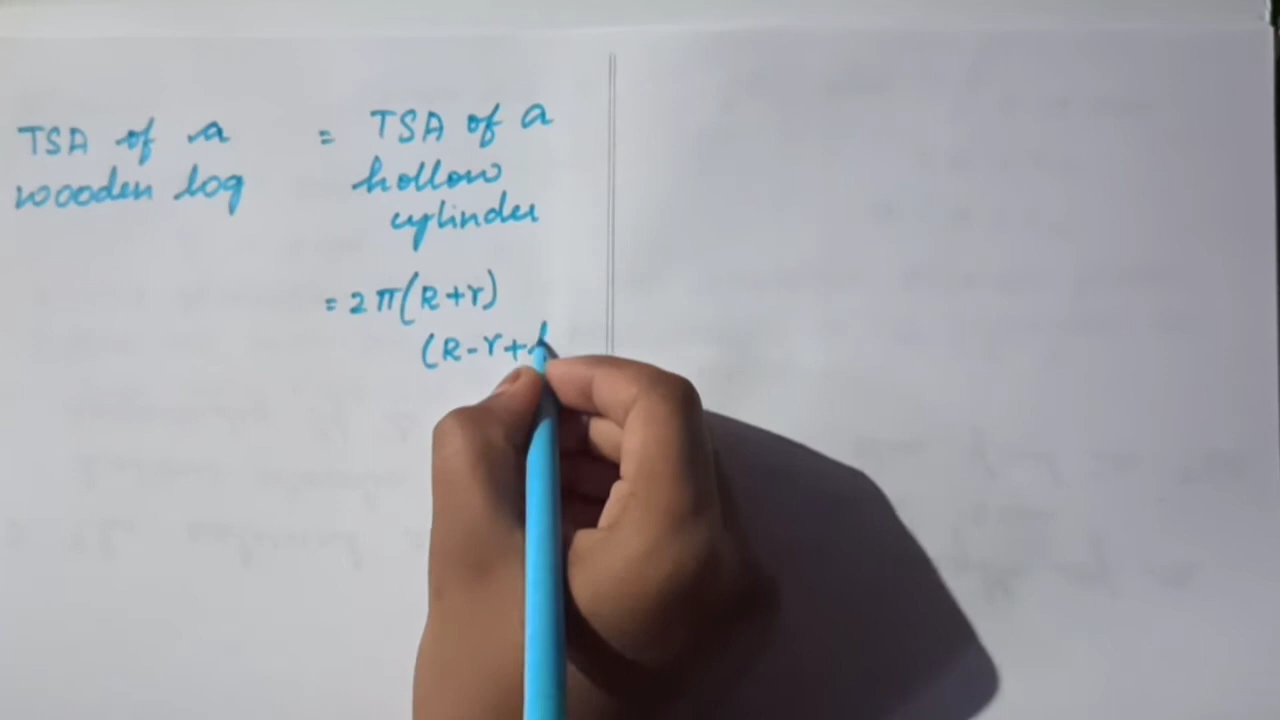 TSA of a = TSA of a
wooden log hollow
cylinder
= 2π(R+r)
(R-r+h